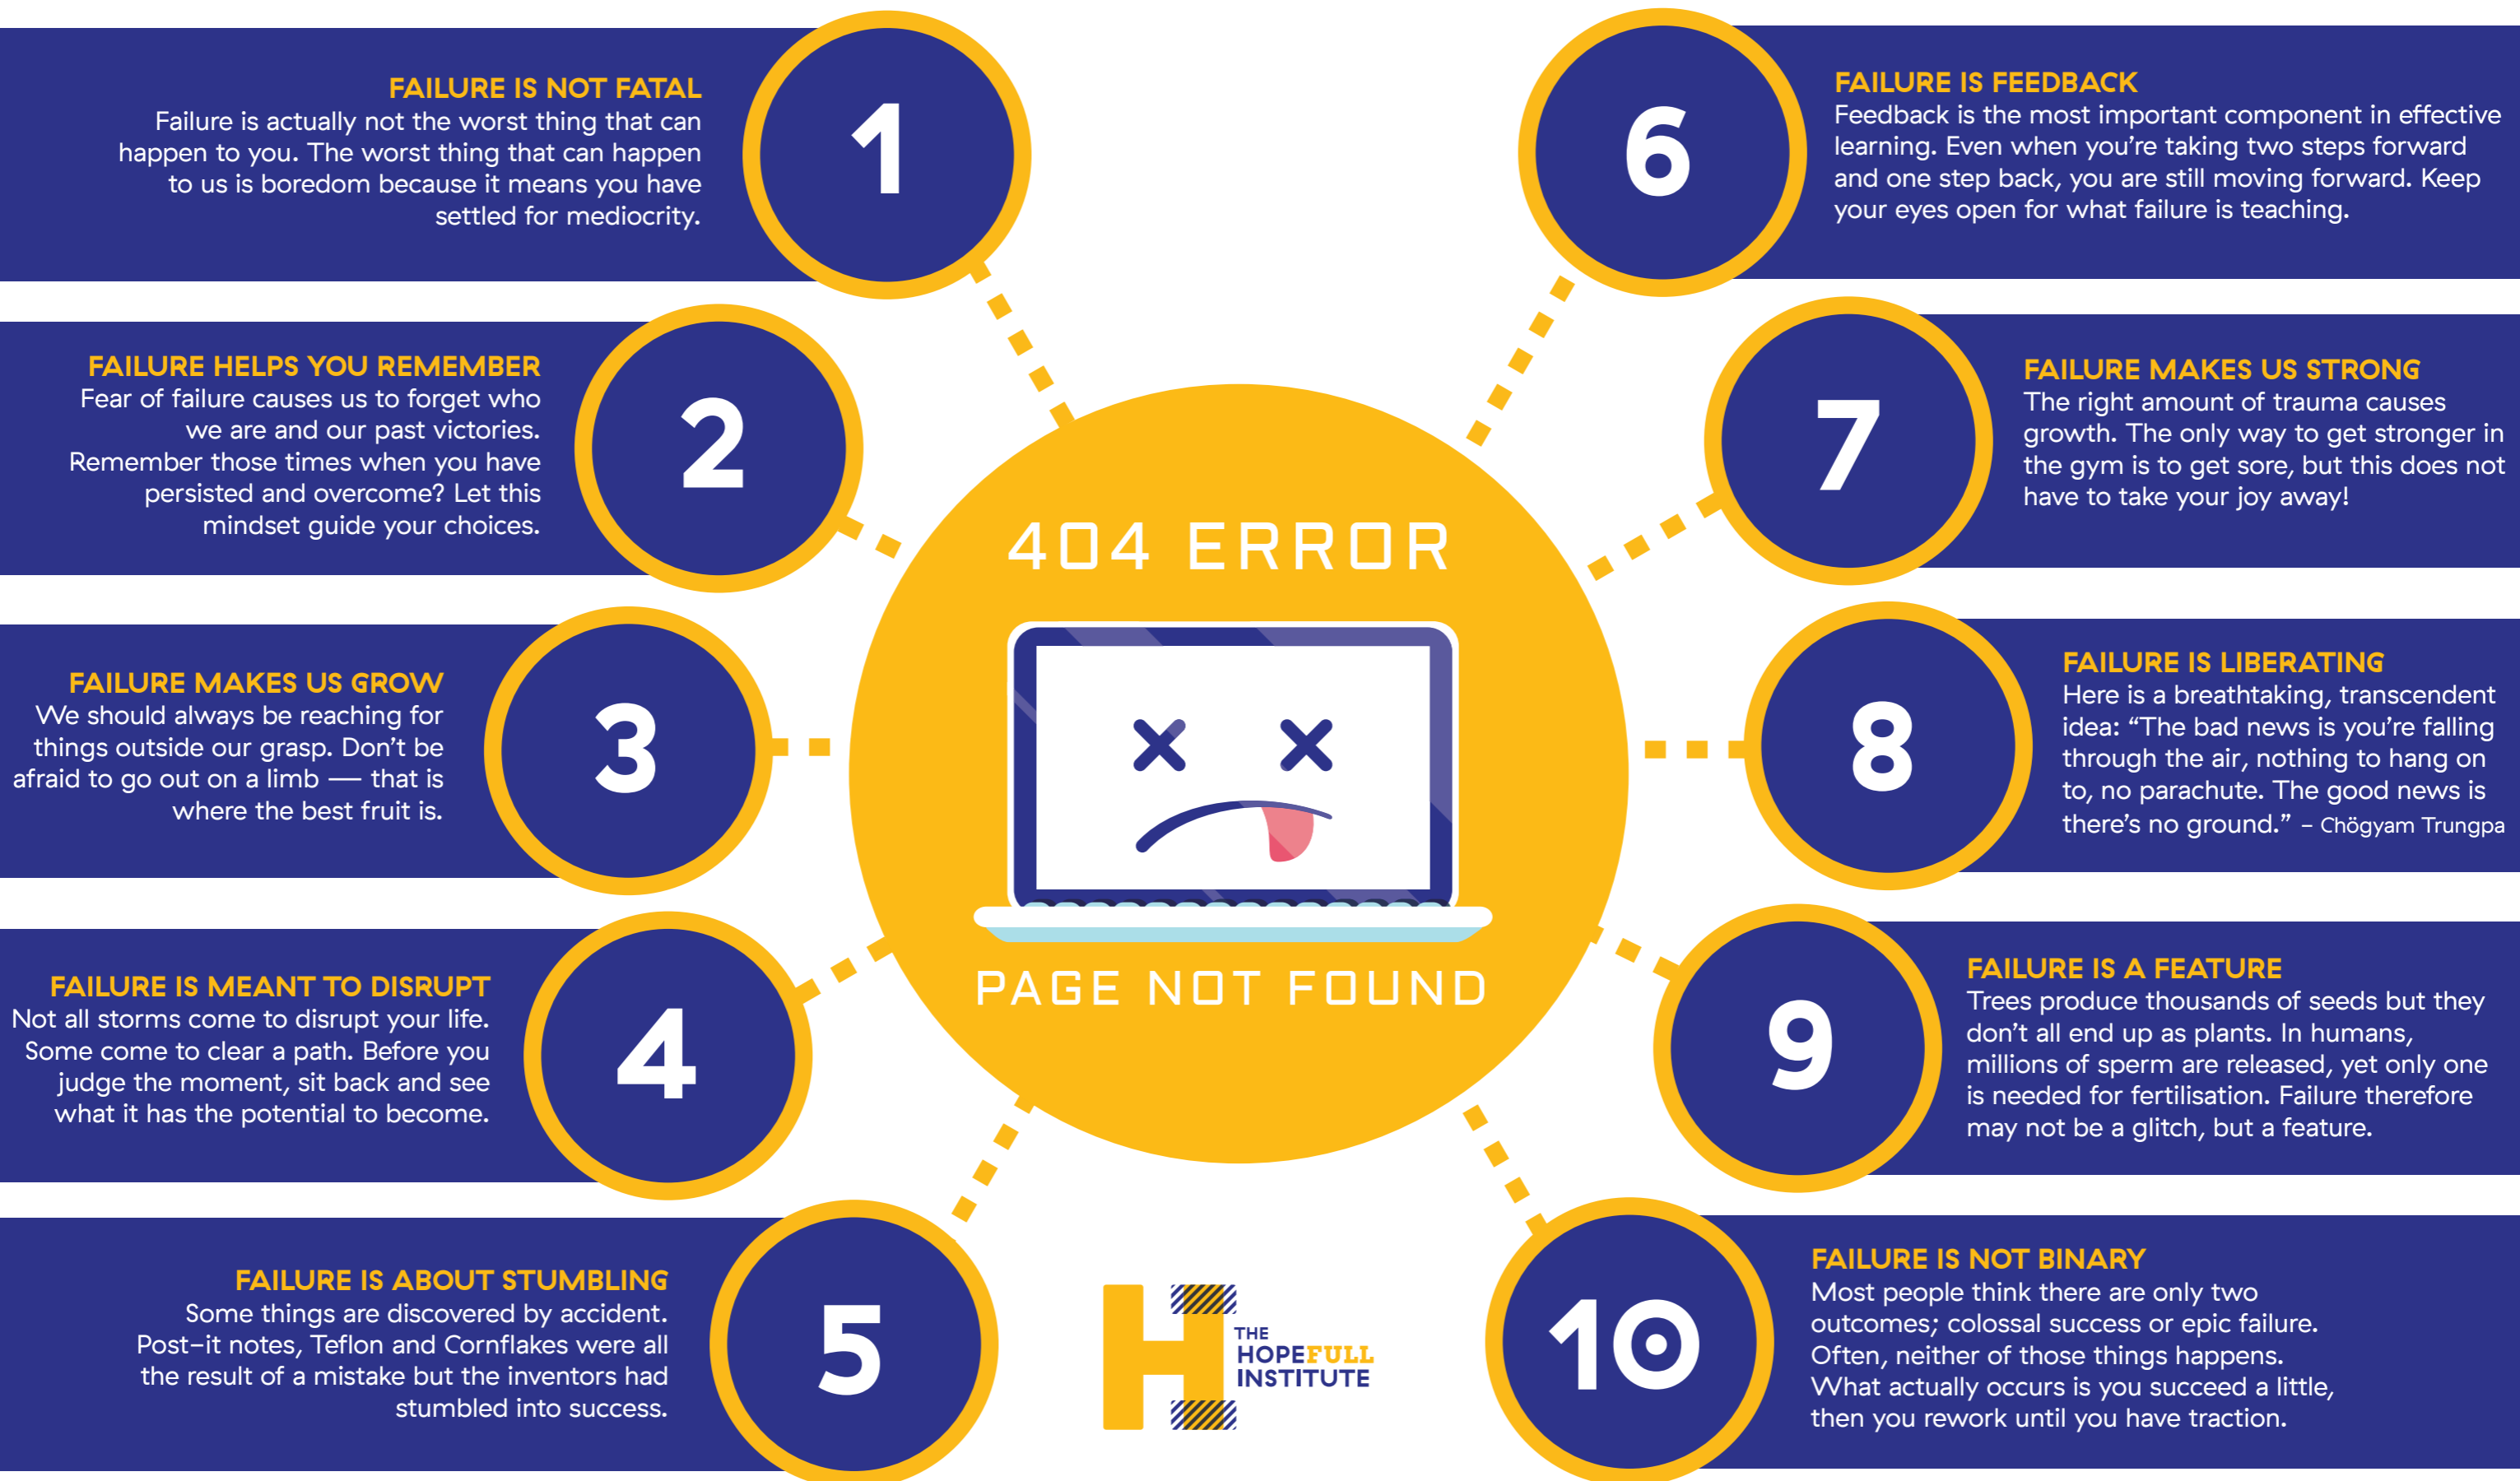 1
FAILURE IS NOT FATAL
Failure is actually not the worst thing that can
happen to you. The worst thing that can happen
to us is boredom because it means you have
settled for mediocrity.
2
FAILURE HELPS YOU REMEMBER
Fear of failure causes us to forget who
we are and our past victories.
Remember those times when you have
persisted and overcome? Let this
mindset guide your choices.
3
FAILURE MAKES US GROW
We should always be reaching for
things outside our grasp. Don't be
afraid to go out on a limb — that is
where the best fruit is.
4
FAILURE IS MEANT TO DISRUPT
Not all storms come to disrupt your life.
Some come to clear a path. Before you
judge the moment, sit back and see
what it has the potential to become.
5
FAILURE IS ABOUT STUMBLING
Some things are discovered by accident.
Post-it notes, Teflon and Cornflakes were all
the result of a mistake but the inventors had
stumbled into success.
404 ERROR
PAGE NOT FOUND
H
THE
HOPEFULL
INSTITUTE
6
FAILURE IS FEEDBACK
Feedback is the most important component in effective
learning. Even when you're taking two steps forward
and one step back, you are still moving forward. Keep
your eyes open for what failure is teaching.
7
FAILURE MAKES US STRONG
The right amount of trauma causes
growth. The only way to get stronger in
the gym is to get sore, but this does not
have to take your joy away!
8
FAILURE IS LIBERATING
Here is a breathtaking, transcendent
idea: “The bad news is you're falling
through the air, nothing to hang on
to, no parachute. The good news is
there's no ground.” – Chögyam Trungpa
9
FAILURE IS A FEATURE
Trees produce thousands of seeds but they
don't all end up as plants. In humans,
millions of sperm are released, yet only one
is needed for fertilisation. Failure therefore
may not be a glitch, but a feature.
10
FAILURE IS NOT BINARY
Most people think there are only two
outcomes; colossal success or epic failure.
Often, neither of those things happens.
What actually occurs is you succeed a little,
then you rework until you have traction.